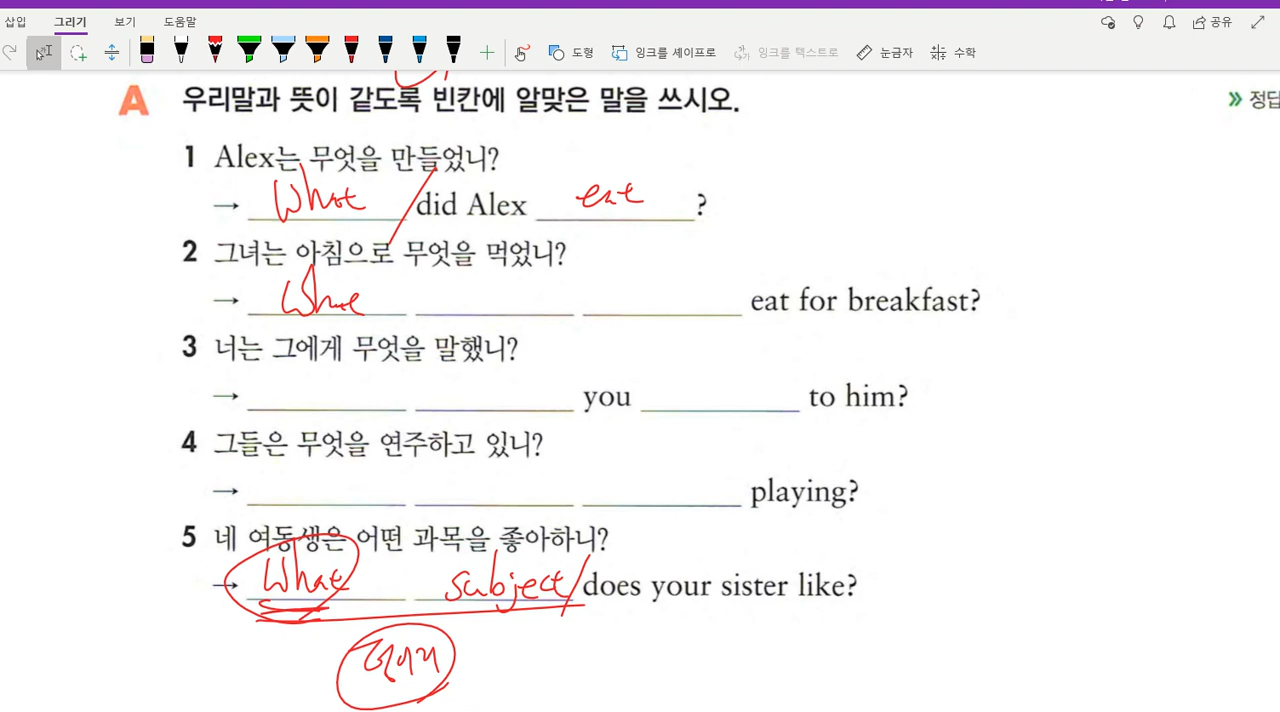 삽입 그리기 보기 도움말 공유
도형 잉크를 셰이프로 잉크를 텍스트로 눈금자 수학
A 우리말과 뜻이 같도록 빈칸에 알맞은 말을 쓰시오. » 정답
1 Alex는 무엇을 만들었니?
→ What did Alex eat ?
2 그녀는 아침으로 무엇을 먹었니?
→ What eat for breakfast?
3 너는 그에게 무엇을 말했니?
→ you to him?
4 그들은 무엇을 연주하고 있니?
→ playing?
5 네 여동생은 어떤 과목을 좋아하니?
→ What subject does your sister like?